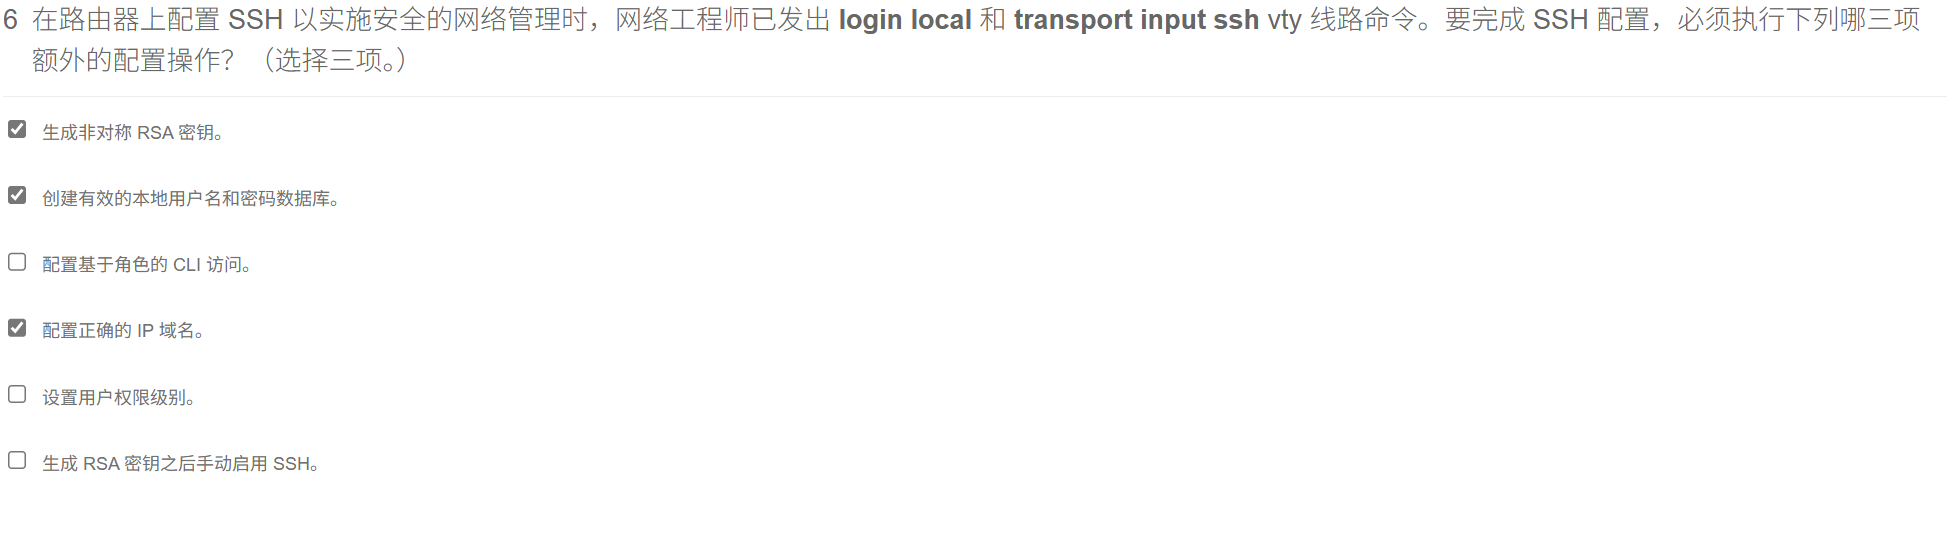 6 在路由器上配置 SSH 以实施安全的网络管理时，网络工程师已发出 login local 和 transport input ssh vty 线路命令。要完成 SSH 配置，必须执行下列哪三项
额外的配置操作？（选择三项。）
生成非对称 RSA 密钥。
创建有效的本地用户名和密码数据库。
配置基于角色的 CLI 访问。
配置正确的 IP 域名。
设置用户权限级别。
生成 RSA 密钥之后手动启用 SSH。